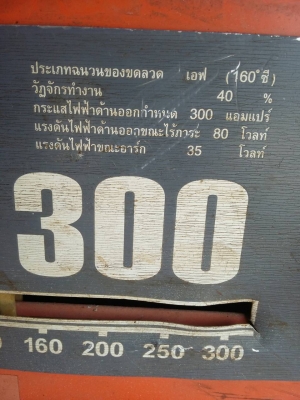 ประเภทฉนวนของขดลวด เอฟ (160°ซี)
วัฏจักรทำงาน 40 %
กระแสไฟฟ้าด้านออกกำหนด 300 แอมแปร์
แรงดันไฟฟ้าด้านออกขณะไร้ภาระ 80 โวลท์
แรงดันไฟฟ้าขณะอาร์ก 35 โวลท์
300
160 200 250 300